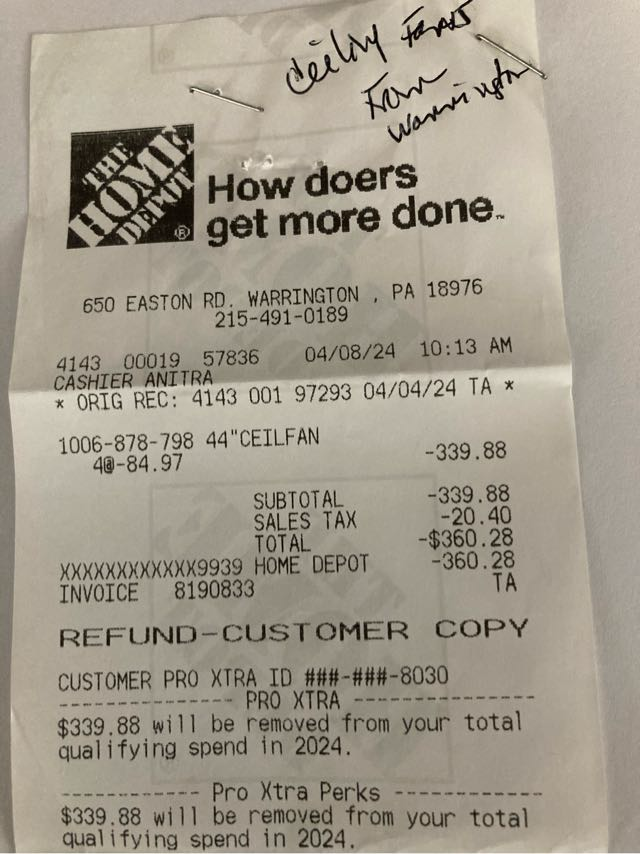 Ceiling Fans
From
Warrington
THE
HOME
DEPOT
®
How doers
get more done™
650 EASTON RD. WARRINGTON , PA 18976
215-491-0189
4143 00019 57836 04/08/24 10:13 AM
CASHIER ANITRA
* ORIG REC: 4143 001 97293 04/04/24 TA *
1006-878-798 44"CEILFAN
4@-84.97 -339.88
SUBTOTAL -339.88
SALES TAX -20.40
TOTAL -$360.28
XXXXXXXXXXXX9939 HOME DEPOT -360.28
INVOICE 8190833 TA
REFUND-CUSTOMER COPY
CUSTOMER PRO XTRA ID ###-###-8030
-------------- PRO XTRA --------------
$339.88 will be removed from your total
qualifying spend in 2024.
------------ Pro Xtra Perks ------------
$339.88 will be removed from your total
qualifying spend in 2024.